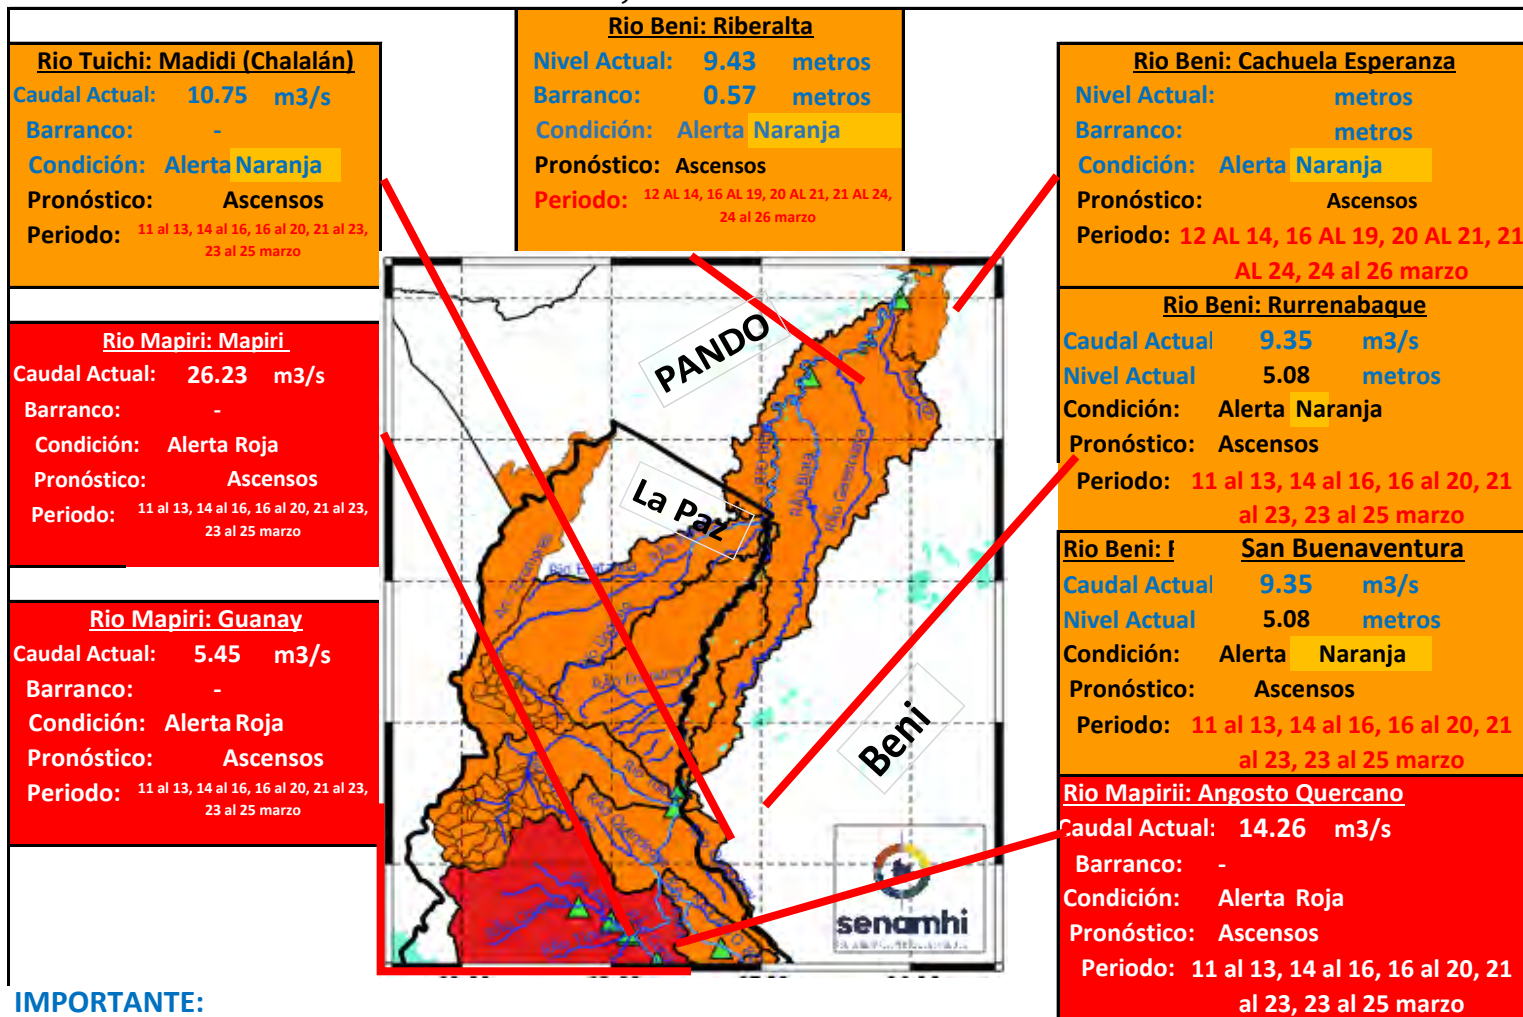 Rio Tuichi: Madidi (Chalalán)
Caudal Actual: 10.75 m3/s
Barranco: -
Condición: Alerta Naranja
Pronóstico: Ascensos
Periodo: 11 al 13, 14 al 16, 16 al 20, 21 al 23,
23 al 25 marzo
Rio Mapiri: Mapiri
Caudal Actual: 26.23 m3/s
Barranco: -
Condición: Alerta Roja
Pronóstico: Ascensos
Periodo: 11 al 13, 14 al 16, 16 al 20, 21 al 23,
23 al 25 marzo
Rio Mapiri: Guanay
Caudal Actual: 5.45 m3/s
Barranco: -
Condición: Alerta Roja
Pronóstico: Ascensos
Periodo: 11 al 13, 14 al 16, 16 al 20, 21 al 23,
23 al 25 marzo
Rio Beni: Riberalta
Nivel Actual: 9.43 metros
Barranco: 0.57 metros
Condición: Alerta Naranja
Pronóstico: Ascensos
Periodo: 12 AL 14, 16 AL 19, 20 AL 21, 21 AL 24,
24 al 26 marzo
PANDO
La Paz
Beni
senamhi
Rio Beni: Cachuela Esperanza
Nivel Actual: metros
Barranco: metros
Condición: Alerta Naranja
Pronóstico: Ascensos
Periodo: 12 AL 14, 16 AL 19, 20 AL 21, 21
AL 24, 24 al 26 marzo
Rio Beni: Rurrenabaque
Caudal Actual 9.35 m3/s
Nivel Actual 5.08 metros
Condición: Alerta Naranja
Pronóstico: Ascensos
Periodo: 11 al 13, 14 al 16, 16 al 20, 21
al 23, 23 al 25 marzo
Rio Beni: San Buenaventura
Caudal Actual 9.35 m3/s
Nivel Actual 5.08 metros
Condición: Alerta Naranja
Pronóstico: Ascensos
Periodo: 11 al 13, 14 al 16, 16 al 20, 21
al 23, 23 al 25 marzo
Rio Mapirii: Angosto Quercano
Caudal Actual: 14.26 m3/s
Barranco: -
Condición: Alerta Roja
Pronóstico: Ascensos
Periodo: 11 al 13, 14 al 16, 16 al 20, 21
al 23, 23 al 25 marzo
IMPORTANTE: